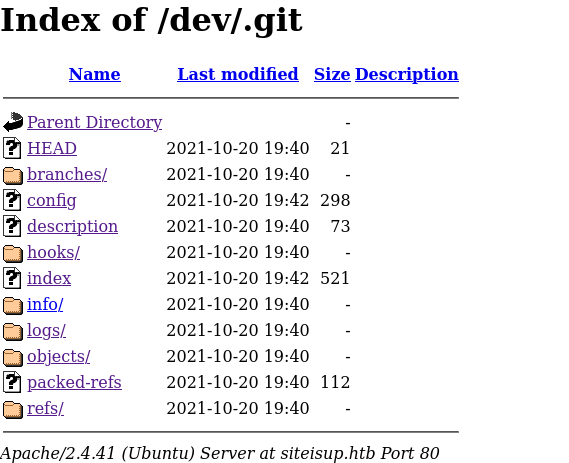 Index of /dev/.git
Name Last modified Size Description
Parent Directory -
HEAD 2021-10-20 19:40 21
branches/ 2021-10-20 19:40 -
config 2021-10-20 19:42 298
description 2021-10-20 19:40 73
hooks/ 2021-10-20 19:40 -
index 2021-10-20 19:42 521
info/ 2021-10-20 19:40 -
logs/ 2021-10-20 19:40 -
objects/ 2021-10-20 19:40 -
packed-refs 2021-10-20 19:40 112
refs/ 2021-10-20 19:40 -
Apache/2.4.41 (Ubuntu) Server at siteisup.htb Port 80